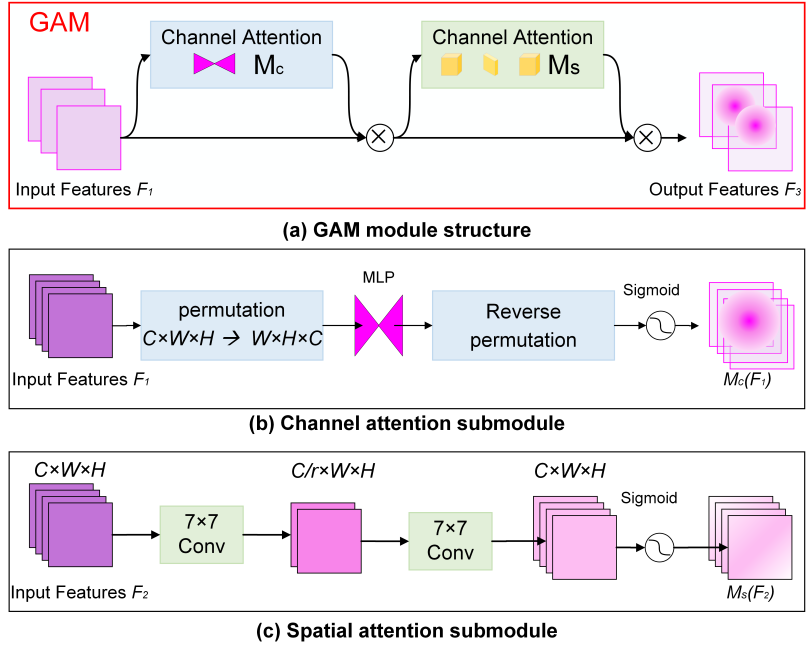 GAM
Channel Attention
Mc
Channel Attention
Ms
Input Features F1
Output Features F3
(a) GAM module structure
permutation
C×W×H → W×H×C
MLP
Reverse
permutation
Sigmoid
Input Features F1
Mc(F1)
(b) Channel attention submodule
C×W×H
C/r×W×H
C×W×H
7×7
Conv
7×7
Conv
Sigmoid
Input Features F2
Ms(F2)
(c) Spatial attention submodule